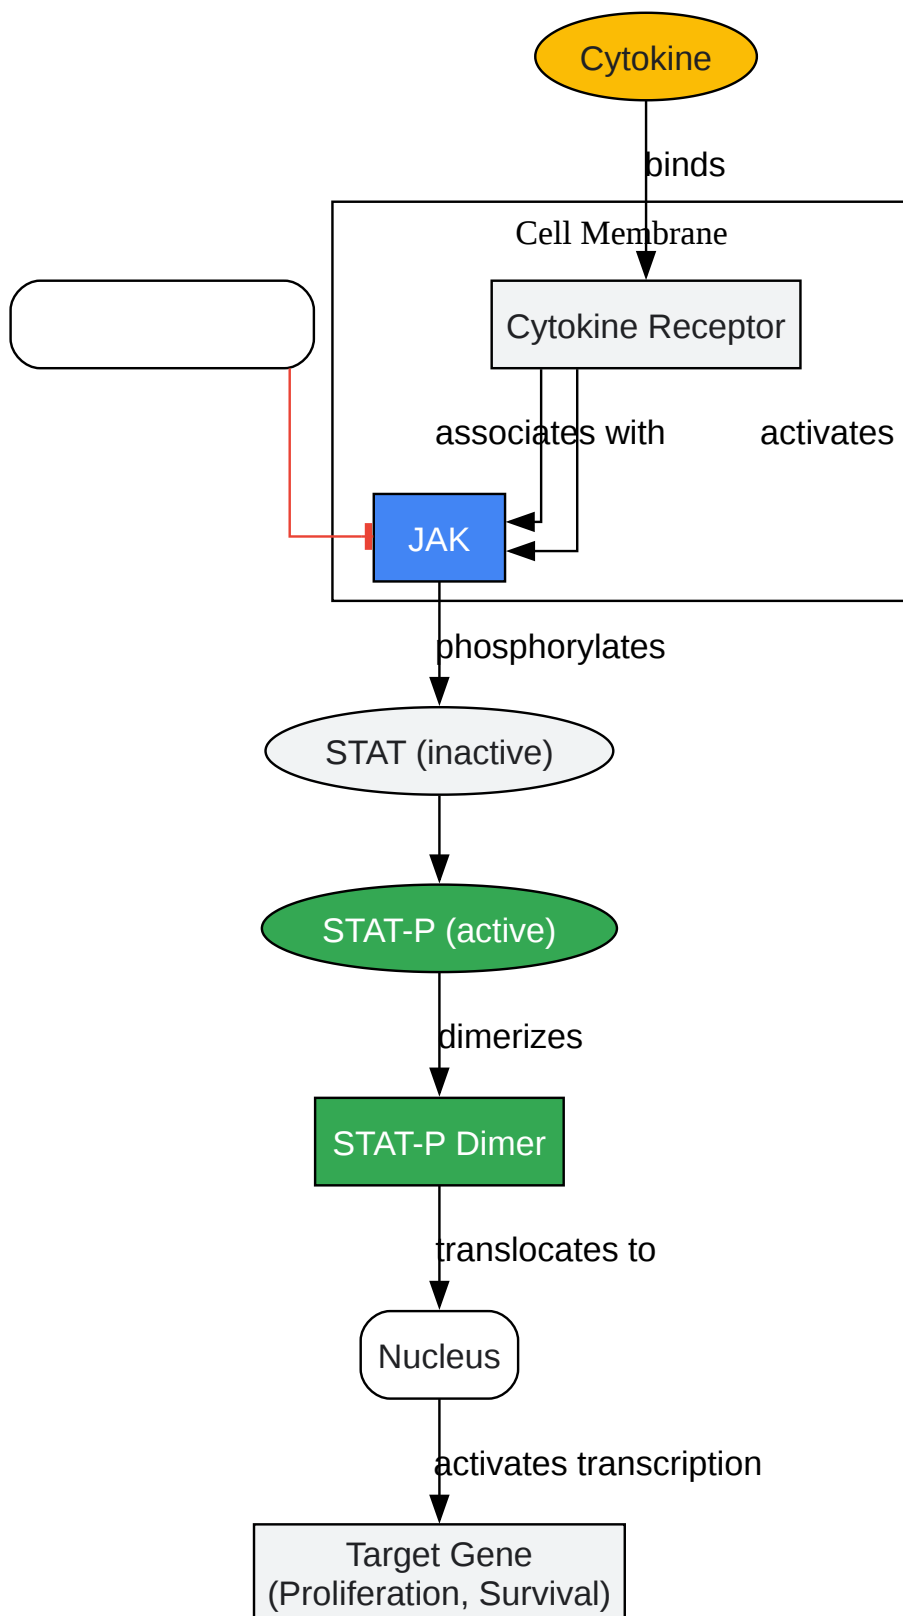 Cytokine
binds
Cell Membrane
Cytokine Receptor
associates with
activates
JAK
phosphorylates
STAT (inactive)
STAT-P (active)
dimerizes
STAT-P Dimer
translocates to
Nucleus
activates transcription
Target Gene
(Proliferation, Survival)